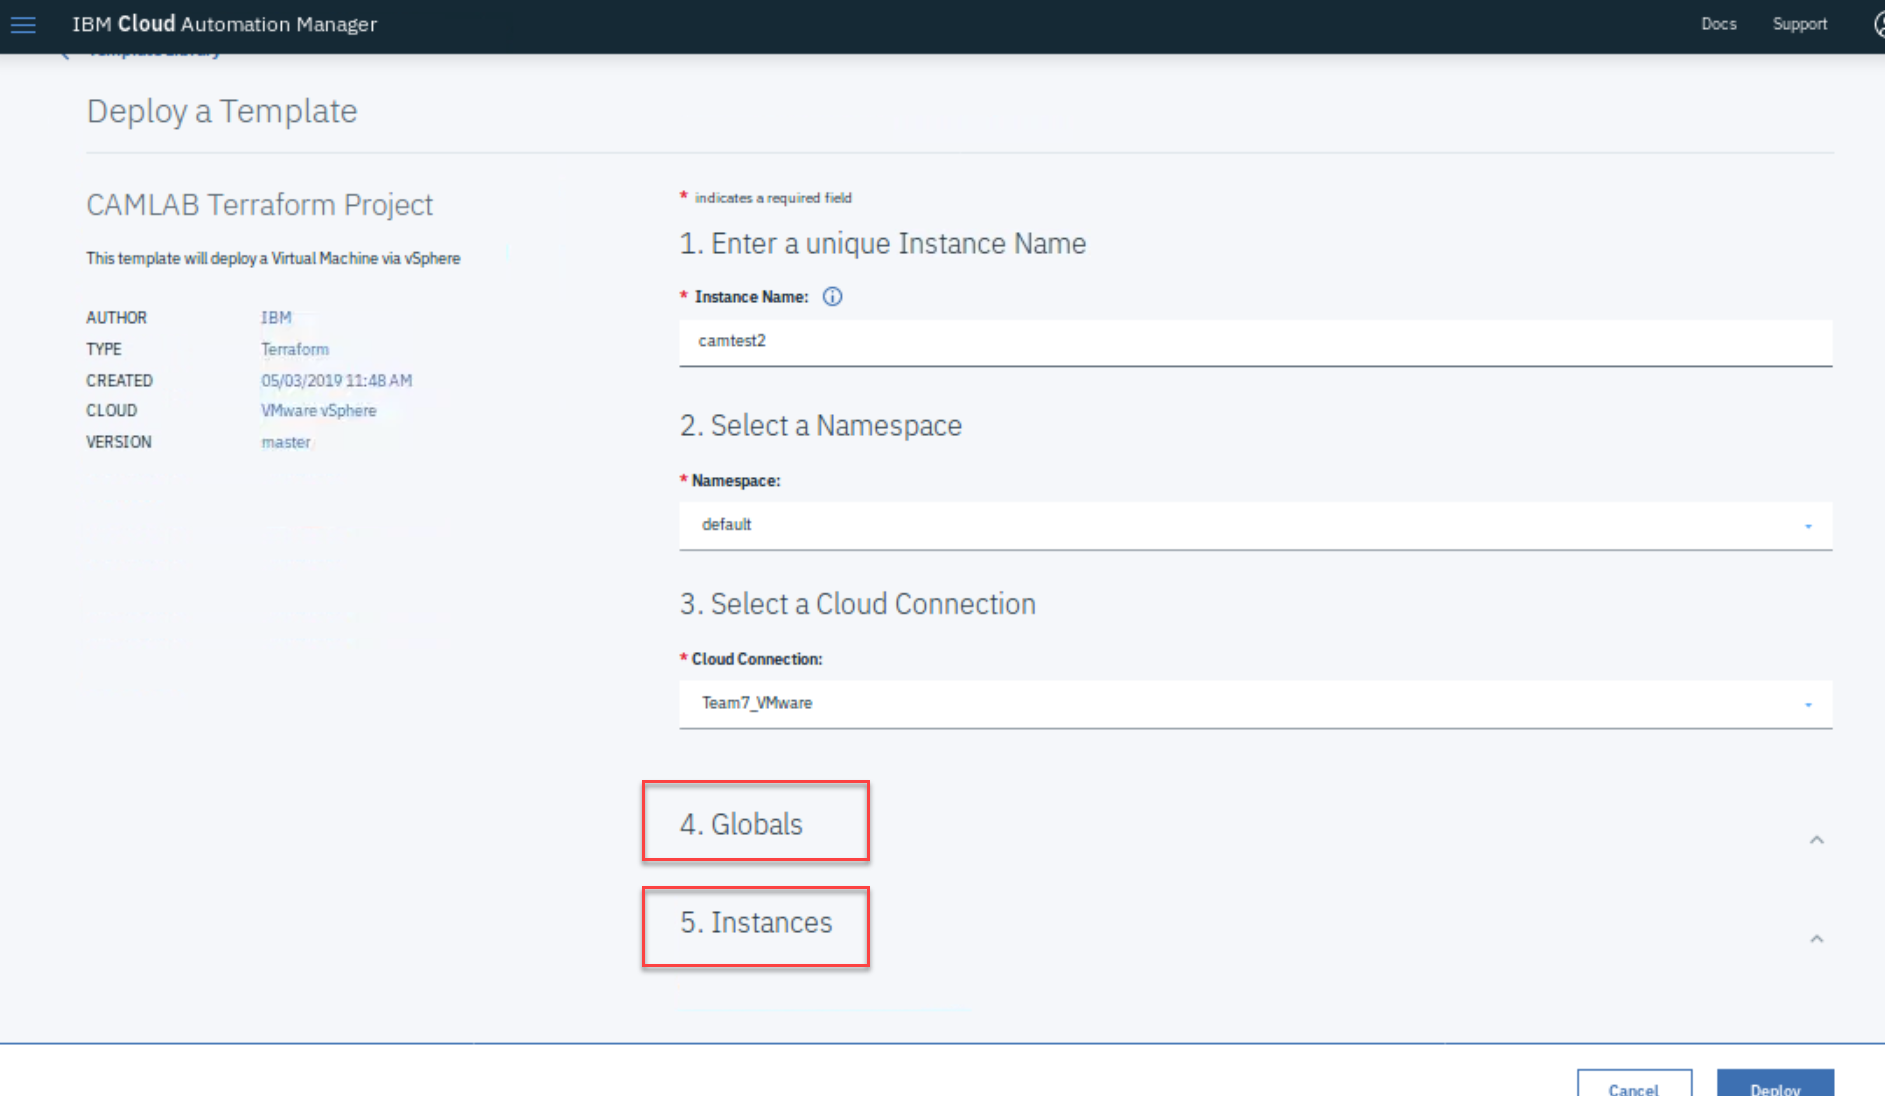 IBM Cloud Automation Manager
Docs
Support
Template Library
Deploy a Template
CAMLAB Terraform Project
This template will deploy a Virtual Machine via vSphere
AUTHOR IBM
TYPE Terraform
CREATED 05/03/2019 11:48 AM
CLOUD VMware vSphere
VERSION master
* indicates a required field
1. Enter a unique Instance Name
* Instance Name:
camtest2
2. Select a Namespace
* Namespace:
default
3. Select a Cloud Connection
* Cloud Connection:
Team7_VMware
4. Globals
5. Instances
Cancel
Deploy